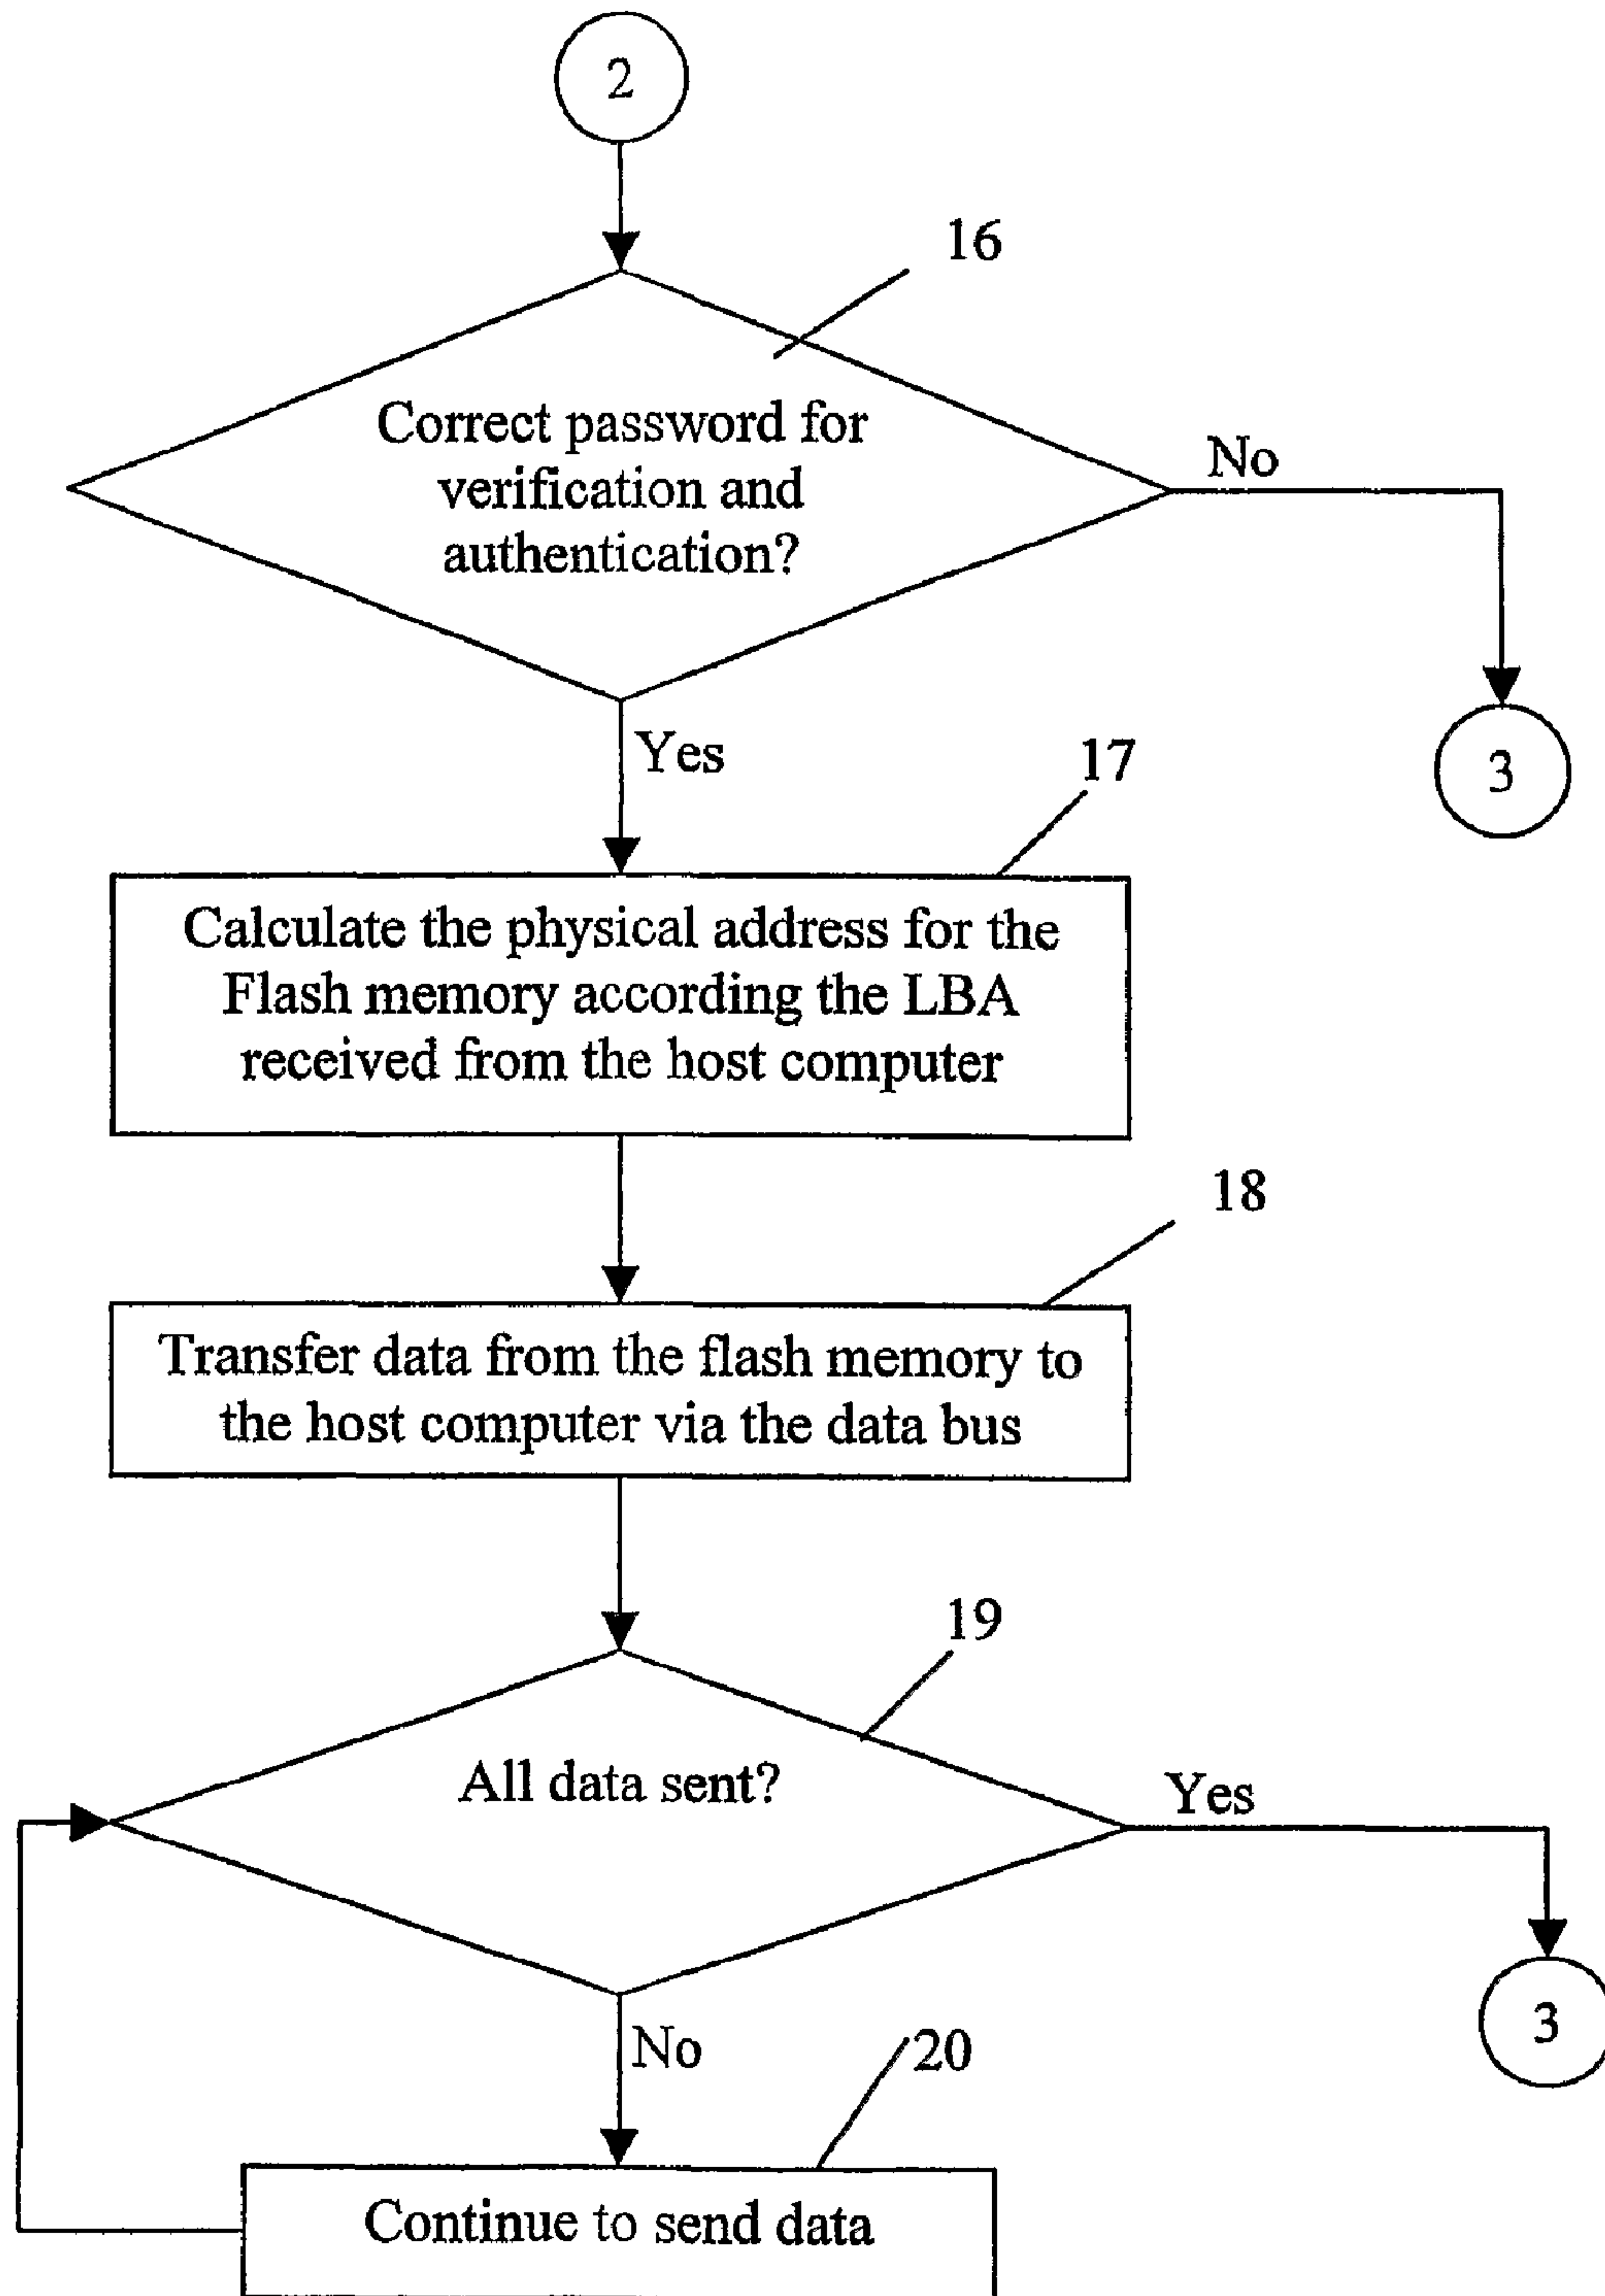 2
16
Correct password for
verification and
authentication?
No
3
Yes
17
Calculate the physical address for the
Flash memory according the LBA
received from the host computer
18
Transfer data from the flash memory to
the host computer via the data bus
19
All data sent?
Yes
3
No
20
Continue to send data